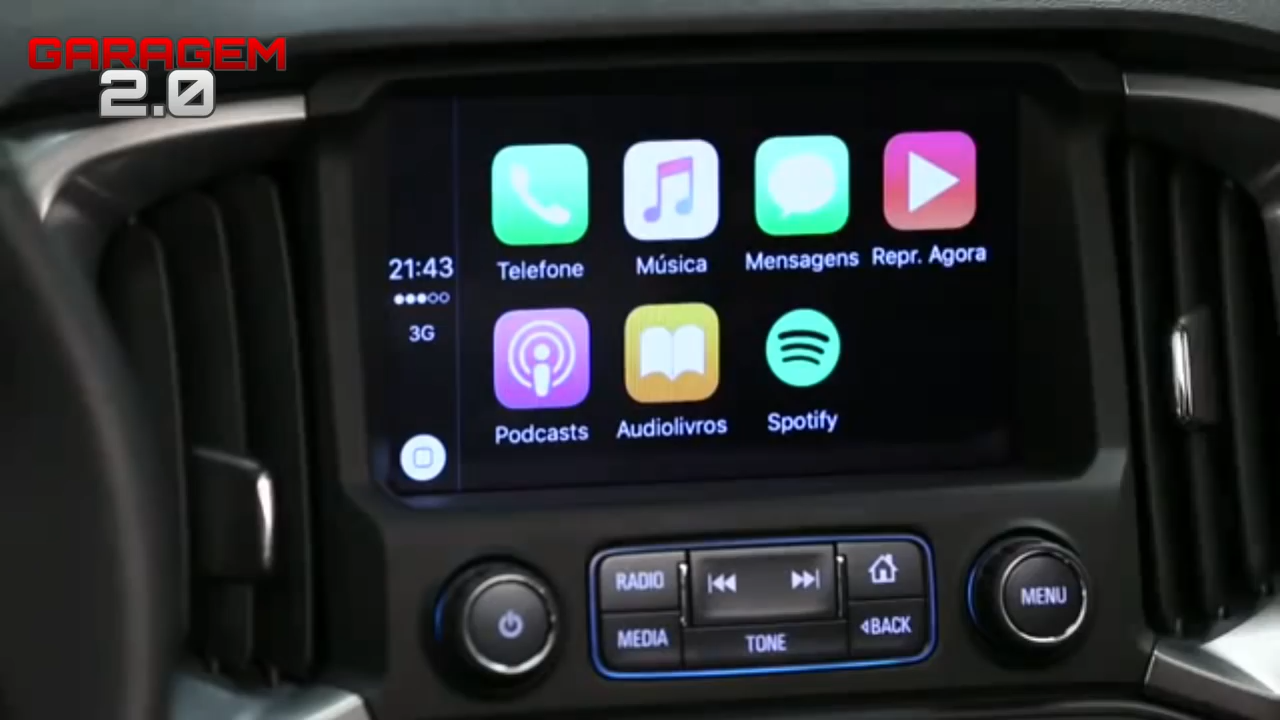 GARAGEM
2.0
21:43
3G
Telefone
Música
Mensagens
Repr. Agora
Podcasts
Audiolivros
Spotify
RADIO
MEDIA
TONE
BACK
MENU